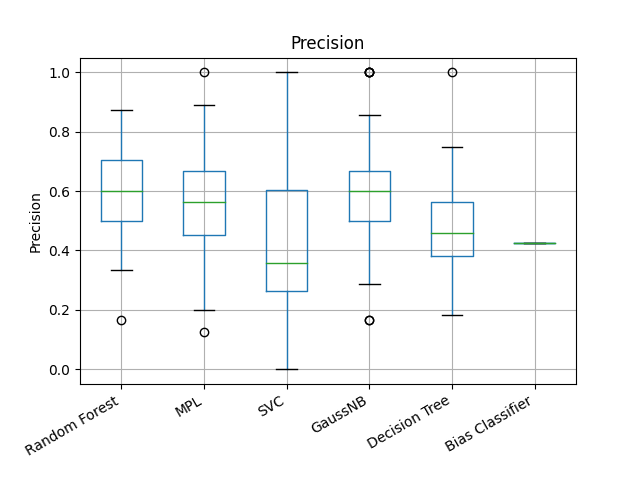 Precision
1.0
0.8
0.6
0.4
0.2
0.0
Precision
Random Forest
MPL
SVC
GaussNB
Decision Tree
Bias Classifier